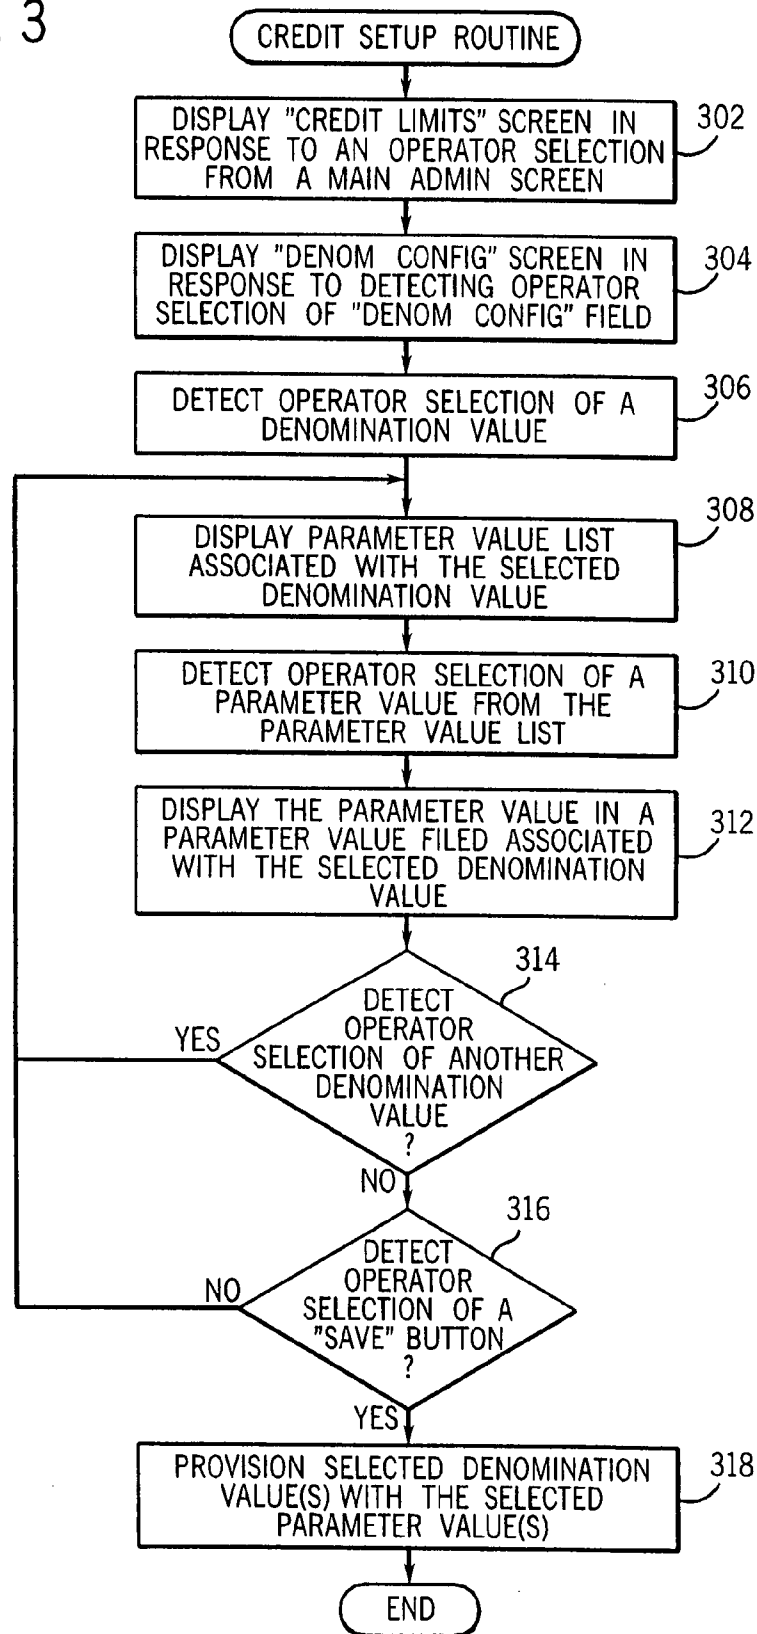 3
CREDIT SETUP ROUTINE
DISPLAY "CREDIT LIMITS" SCREEN IN
RESPONSE TO AN OPERATOR SELECTION
FROM A MAIN ADMIN SCREEN
302
DISPLAY "DENOM CONFIG" SCREEN IN
RESPONSE TO DETECTING OPERATOR
SELECTION OF "DENOM CONFIG" FIELD
304
DETECT OPERATOR SELECTION OF A
DENOMINATION VALUE
306
DISPLAY PARAMETER VALUE LIST
ASSOCIATED WITH THE SELECTED
DENOMINATION VALUE
308
DETECT OPERATOR SELECTION OF A
PARAMETER VALUE FROM THE
PARAMETER VALUE LIST
310
DISPLAY THE PARAMETER VALUE IN A
PARAMETER VALUE FILED ASSOCIATED
WITH THE SELECTED DENOMINATION
VALUE
312
314
DETECT
OPERATOR
SELECTION OF ANOTHER
DENOMINATION
VALUE
?
YES
NO
316
DETECT
OPERATOR
SELECTION OF A
"SAVE" BUTTON
?
NO
YES
PROVISION SELECTED DENOMINATION
VALUE(S) WITH THE SELECTED
PARAMETER VALUE(S)
318
END